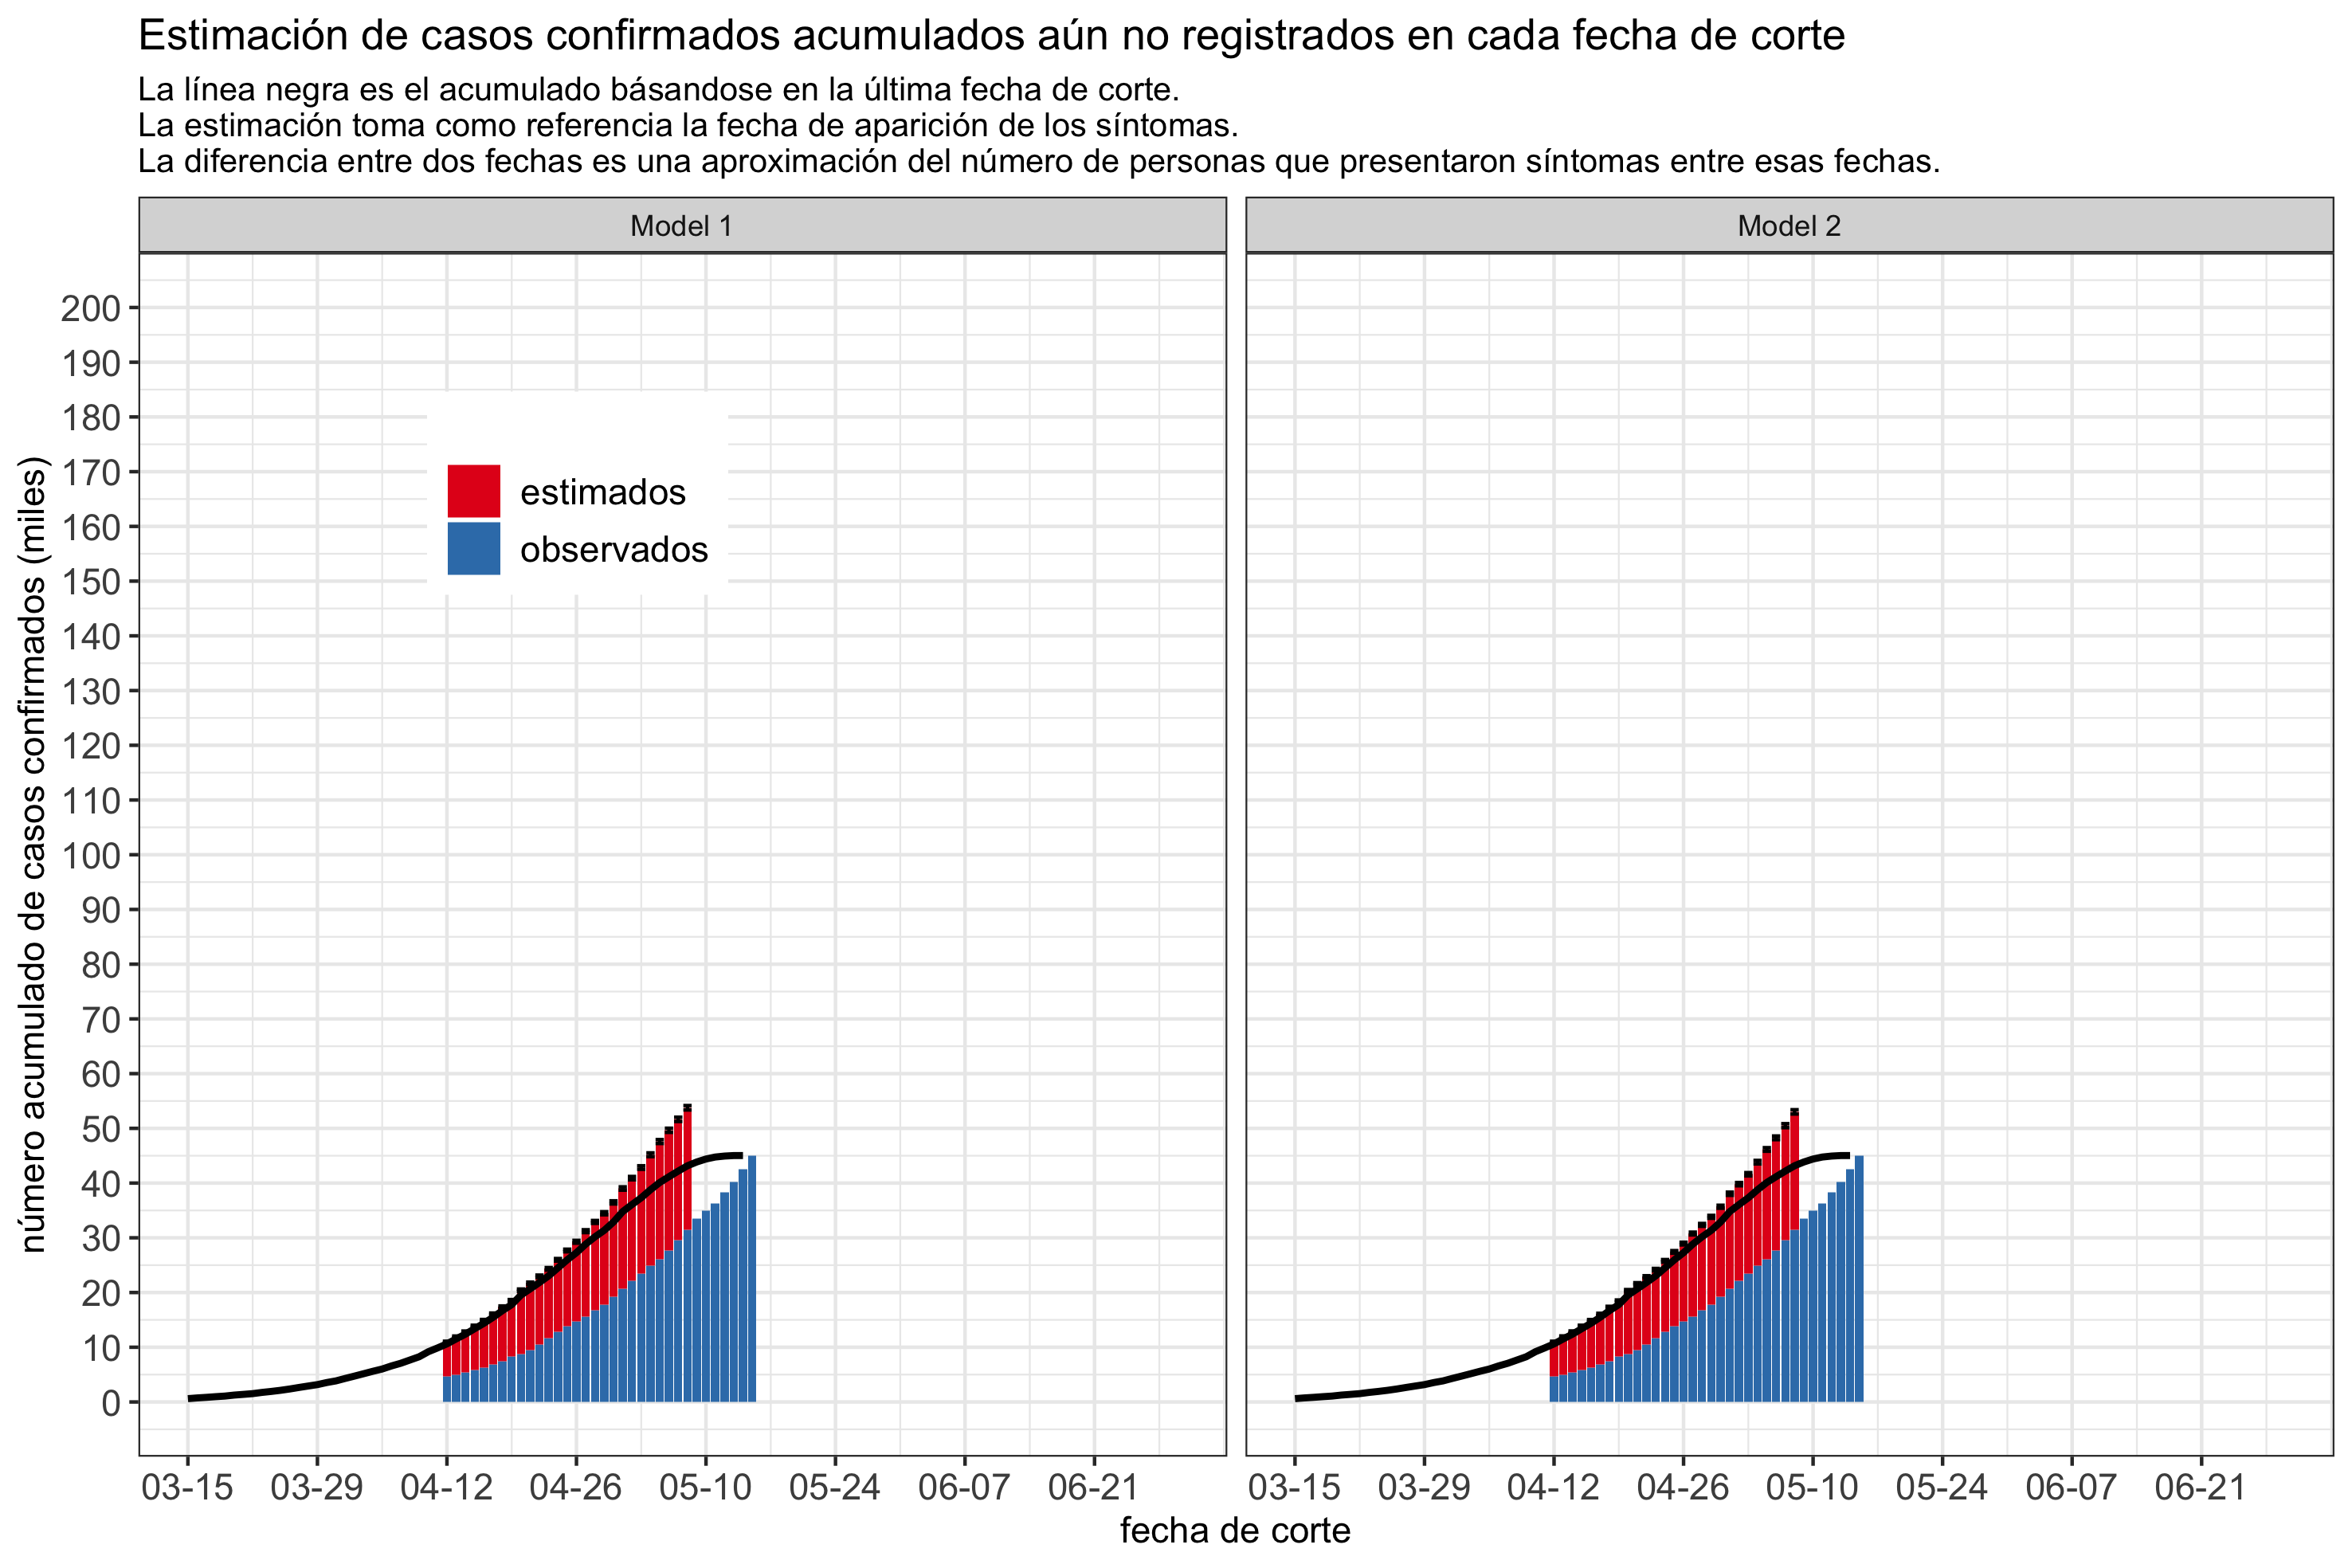 Estimación de casos confirmados acumulados aún no registrados en cada fecha de corte
La línea negra es el acumulado básandose en la última fecha de corte.
La estimación toma como referencia la fecha de aparición de los síntomas.
La diferencia entre dos fechas es una aproximación del número de personas que presentaron síntomas entre esas fechas.
Model 1
Model 2
número acumulado de casos confirmados (miles)
200
190
180
170
160
150
140
130
120
110
100
90
80
70
60
50
40
30
20
10
0
estimados
observados
03-15 03-29 04-12 04-26 05-10 05-24 06-07 06-21
03-15 03-29 04-12 04-26 05-10 05-24 06-07 06-21
fecha de corte